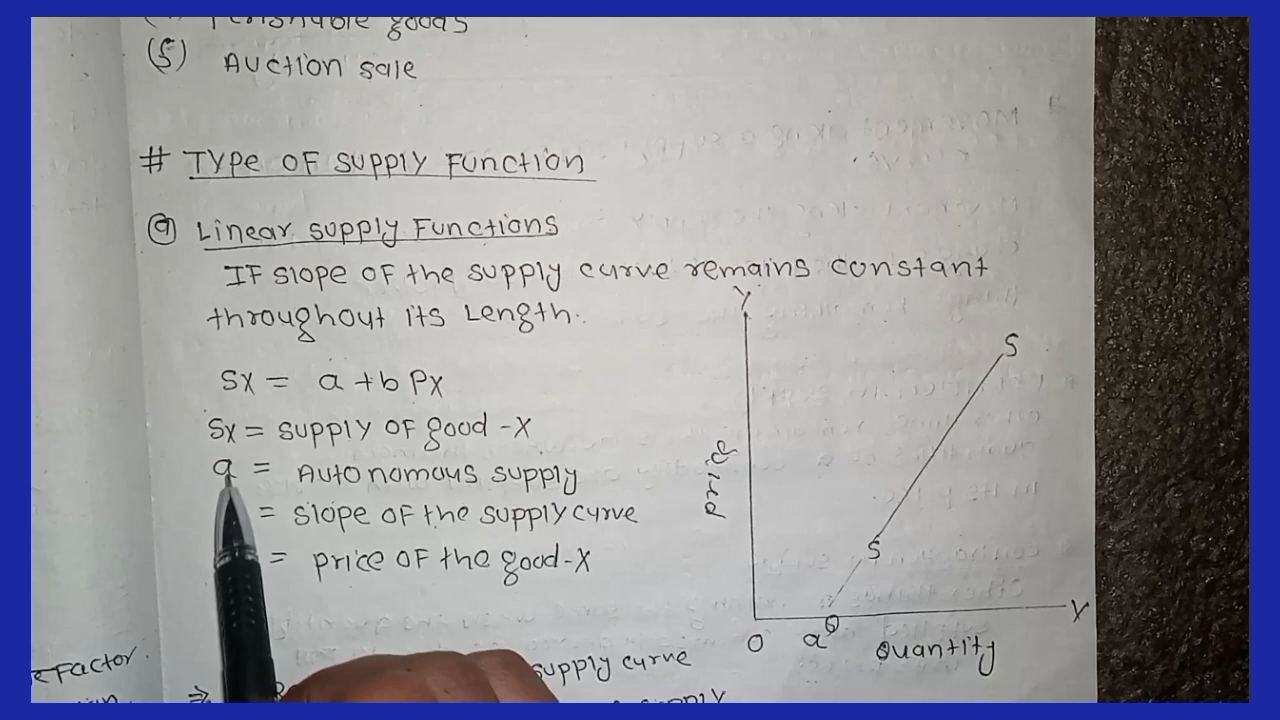 goods
(5) Auction sale
# TYPE OF SUPPLY FUNCTION
(a) Linear supply Functions
IF slope of the supply curve remains constant
throughout its Length.
Sx = a + b Px
Sx = supply of good - X
a = Autonomous supply
= slope of the supply curve
= price of the good - X
Y
S
price
S
O
a
Quantity
X
Factor.
supply curve
⇒
supply